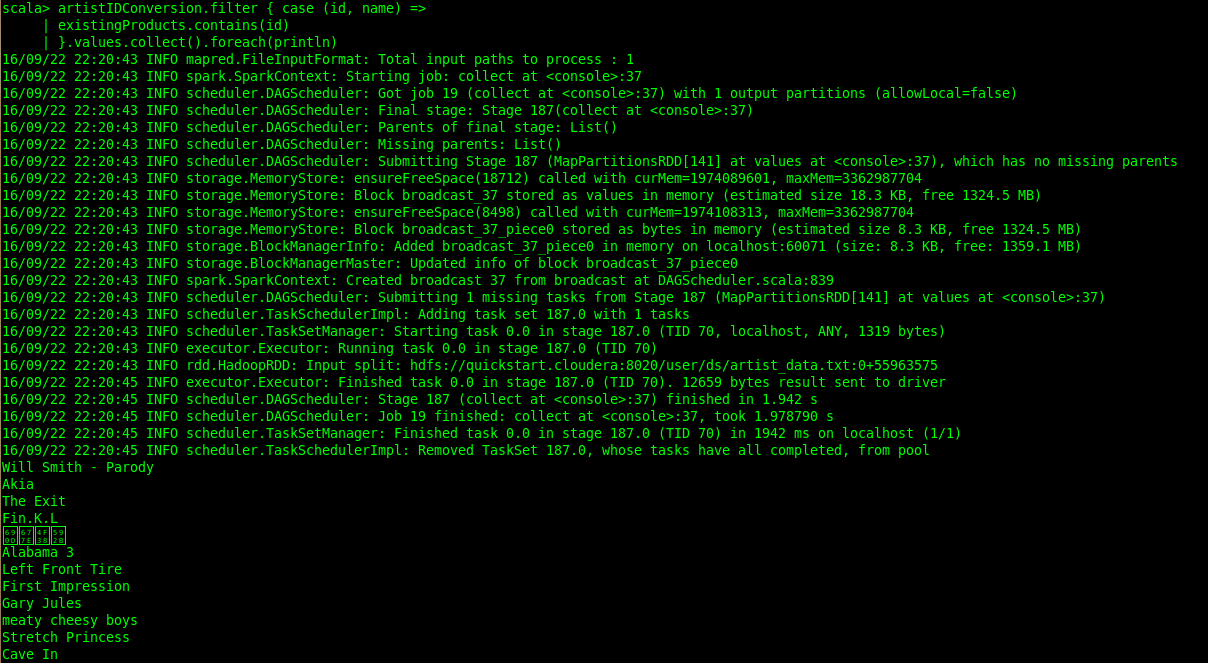 scala> artistIDConversion.filter { case (id, name) =>
     | existingProducts.contains(id)
     | }.values.collect().foreach(println)
16/09/22 22:20:43 INFO mapred.FileInputFormat: Total input paths to process : 1
16/09/22 22:20:43 INFO spark.SparkContext: Starting job: collect at <console>:37
16/09/22 22:20:43 INFO scheduler.DAGScheduler: Got job 19 (collect at <console>:37) with 1 output partitions (allowLocal=false)
16/09/22 22:20:43 INFO scheduler.DAGScheduler: Final stage: Stage 187(collect at <console>:37)
16/09/22 22:20:43 INFO scheduler.DAGScheduler: Parents of final stage: List()
16/09/22 22:20:43 INFO scheduler.DAGScheduler: Missing parents: List()
16/09/22 22:20:43 INFO scheduler.DAGScheduler: Submitting Stage 187 (MapPartitionsRDD[141] at values at <console>:37), which has no missing parents
16/09/22 22:20:43 INFO storage.MemoryStore: ensureFreeSpace(18712) called with curMem=1974089601, maxMem=3362987704
16/09/22 22:20:43 INFO storage.MemoryStore: Block broadcast_37 stored as values in memory (estimated size 18.3 KB, free 1324.5 MB)
16/09/22 22:20:43 INFO storage.MemoryStore: ensureFreeSpace(8498) called with curMem=1974108313, maxMem=3362987704
16/09/22 22:20:43 INFO storage.MemoryStore: Block broadcast_37_piece0 stored as bytes in memory (estimated size 8.3 KB, free 1324.5 MB)
16/09/22 22:20:43 INFO storage.BlockManagerInfo: Added broadcast_37_piece0 in memory on localhost:60071 (size: 8.3 KB, free: 1359.1 MB)
16/09/22 22:20:43 INFO storage.BlockManagerMaster: Updated info of block broadcast_37_piece0
16/09/22 22:20:43 INFO spark.SparkContext: Created broadcast 37 from broadcast at DAGScheduler.scala:839
16/09/22 22:20:43 INFO scheduler.DAGScheduler: Submitting 1 missing tasks from Stage 187 (MapPartitionsRDD[141] at values at <console>:37)
16/09/22 22:20:43 INFO scheduler.TaskSchedulerImpl: Adding task set 187.0 with 1 tasks
16/09/22 22:20:43 INFO scheduler.TaskSetManager: Starting task 0.0 in stage 187.0 (TID 70, localhost, ANY, 1319 bytes)
16/09/22 22:20:43 INFO executor.Executor: Running task 0.0 in stage 187.0 (TID 70)
16/09/22 22:20:43 INFO rdd.HadoopRDD: Input split: hdfs://quickstart.cloudera:8020/user/ds/artist_data.txt:0+55963575
16/09/22 22:20:45 INFO executor.Executor: Finished task 0.0 in stage 187.0 (TID 70). 12659 bytes result sent to driver
16/09/22 22:20:45 INFO scheduler.DAGScheduler: Stage 187 (collect at <console>:37) finished in 1.942 s
16/09/22 22:20:45 INFO scheduler.DAGScheduler: Job 19 finished: collect at <console>:37, took 1.978790 s
16/09/22 22:20:45 INFO scheduler.TaskSetManager: Finished task 0.0 in stage 187.0 (TID 70) in 1942 ms on localhost (1/1)
16/09/22 22:20:45 INFO scheduler.TaskSchedulerImpl: Removed TaskSet 187.0, whose tasks have all completed, from pool
Will Smith - Parody
Akia
The Exit
Fin.K.L
Alabama 3
Left Front Tire
First Impression
Gary Jules
meaty cheesy boys
Stretch Princess
Cave In